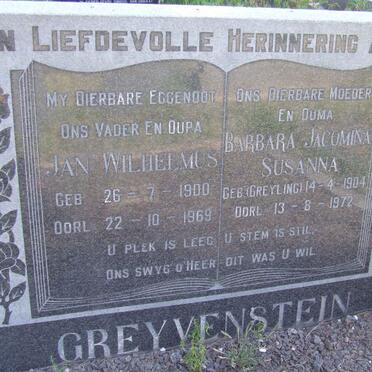 n Liefdevolle Herinnering A
My Dierbare Eggenoot
Ons Vader En Oupa
Jan Wilhelmus
Geb 26-7-1900
Oorl 22-10-1969
U plek is leeg
Ons swyg o'Heer
Ons Dierbare Moeder
En Ouma
Barbara Jacomina
Susanna
Geb (Greyling) 14-4-1904
Oorl 13-8-1972
U stem is stil
dit was U wil
Greyvenstein